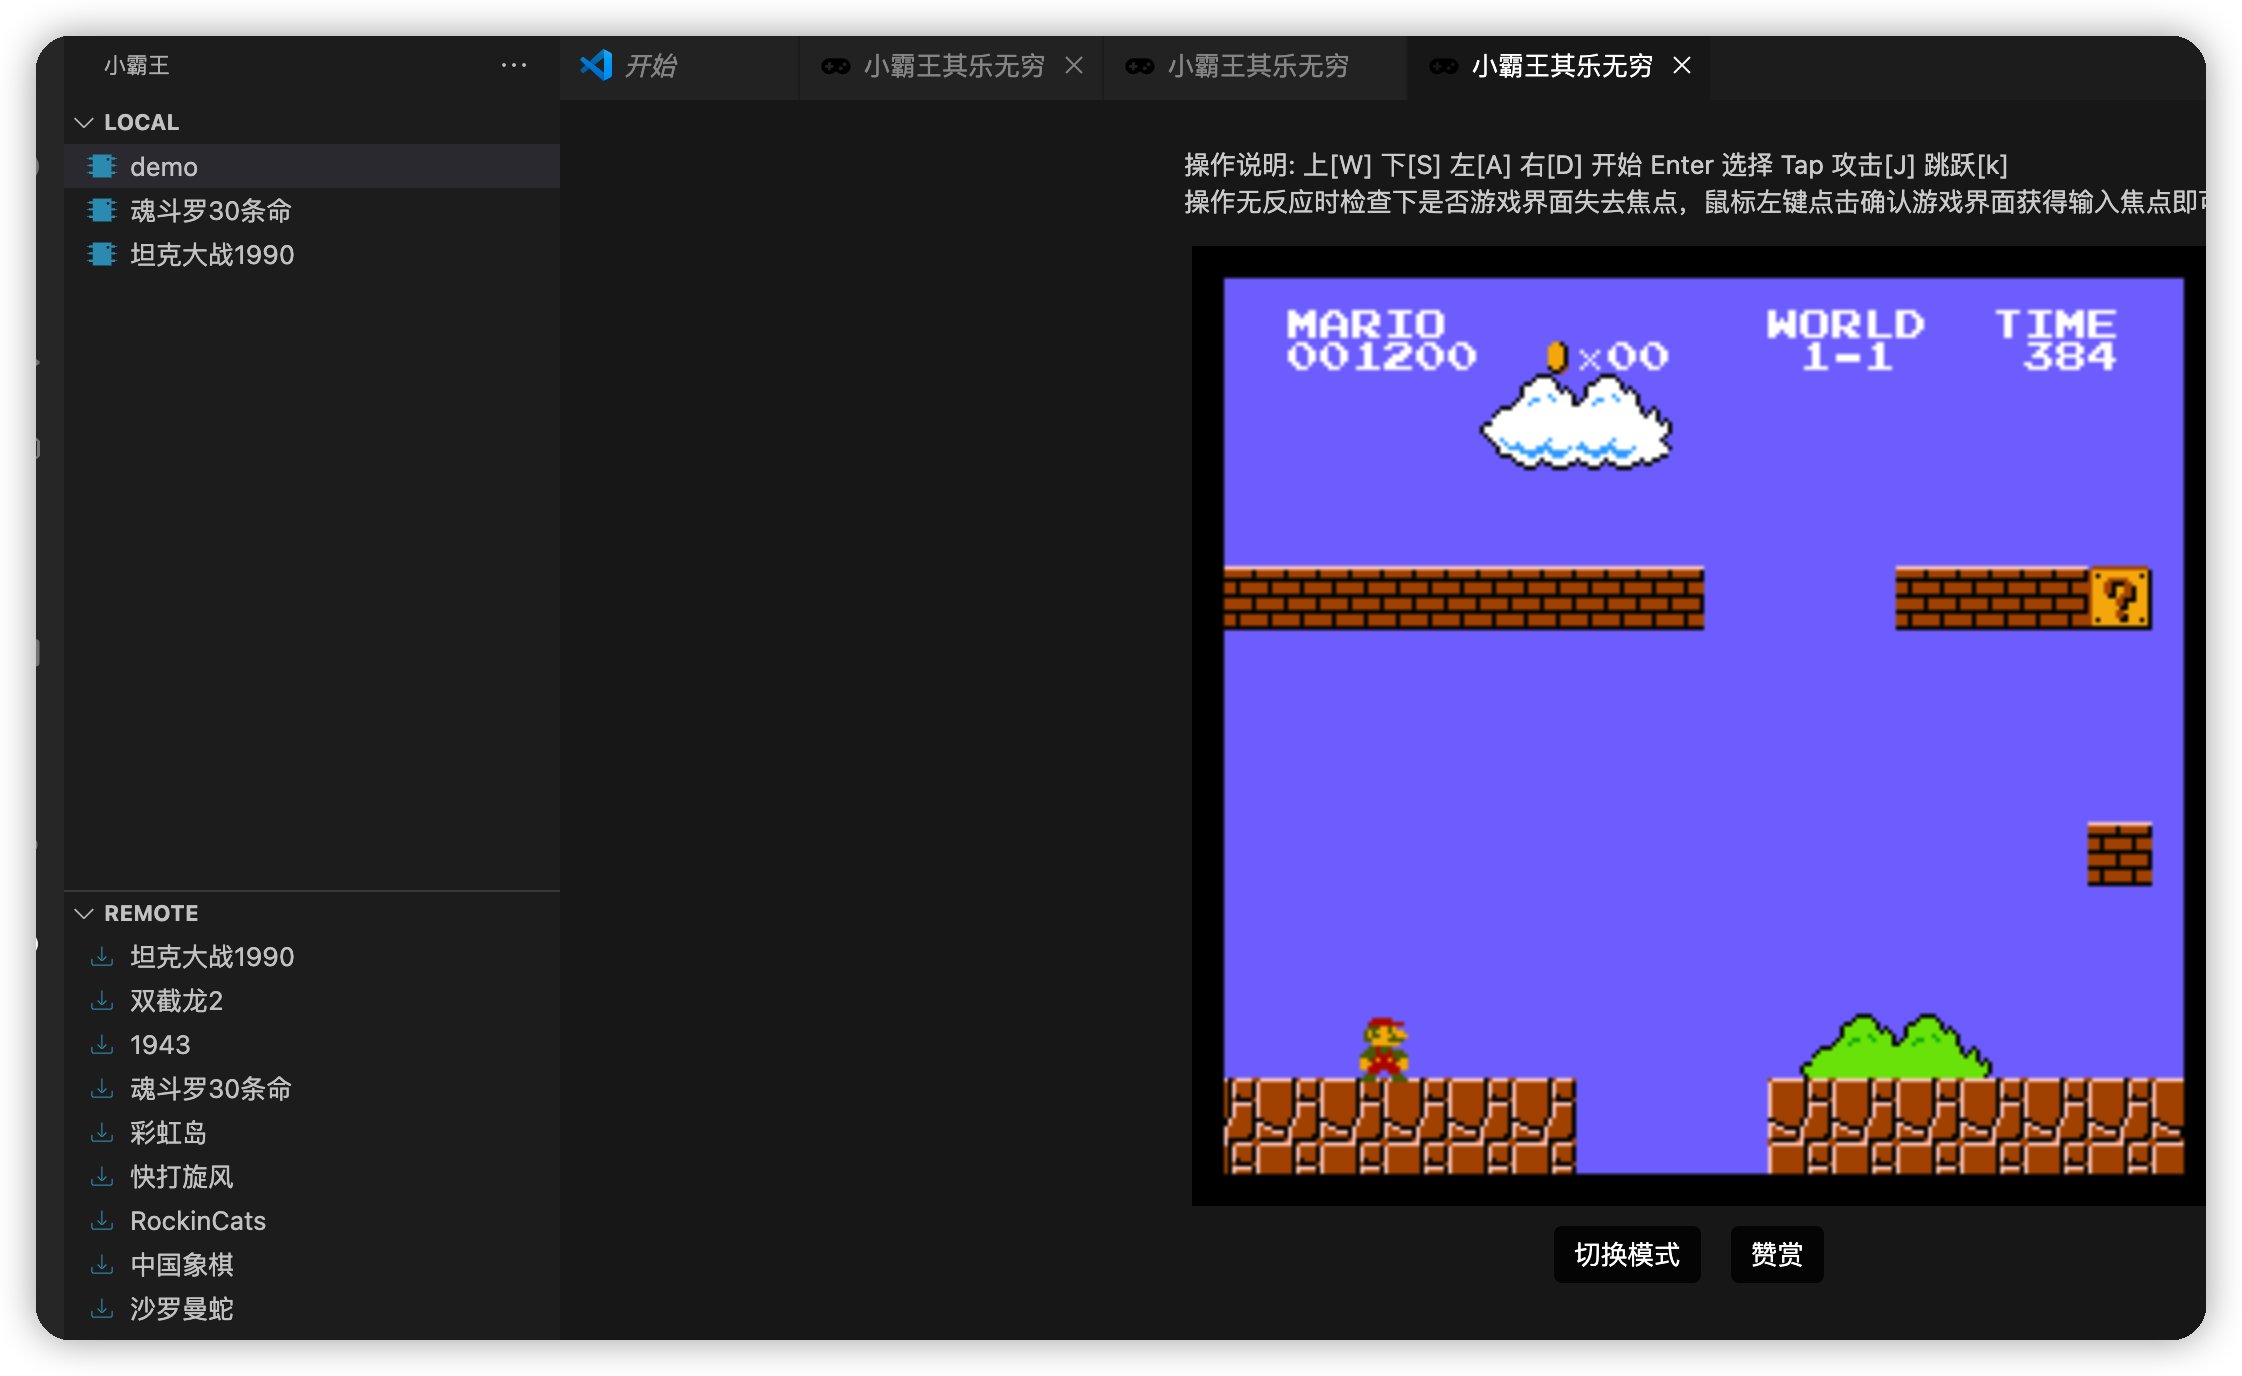 小霸王
开始
小霸王其乐无穷
小霸王其乐无穷
小霸王其乐无穷
LOCAL
demo
魂斗罗30条命
坦克大战1990
REMOTE
坦克大战1990
双截龙2
1943
魂斗罗30条命
彩虹岛
快打旋风
RockinCats
中国象棋
沙罗曼蛇
操作说明: 上[W] 下[S] 左[A] 右[D] 开始 Enter 选择 Tap 攻击[J] 跳跃[k]
操作无反应时检查下是否游戏界面失去焦点，鼠标左键点击确认游戏界面获得输入焦点即
MARIO WORLD TIME
001200 ×00 1-1 384
?
切换模式 赞赏